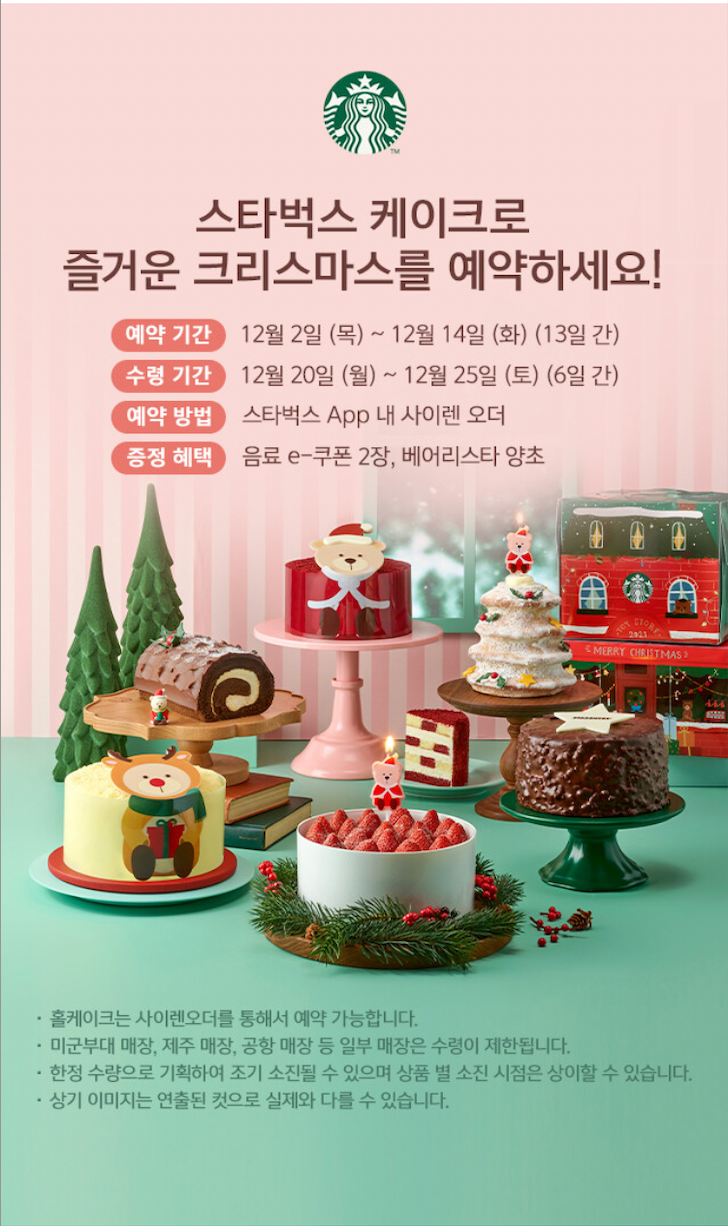 TM
스타벅스 케이크로
즐거운 크리스마스를 예약하세요!
예약 기간 12월 2일 (목) ~ 12월 14일 (화) (13일 간)
수령 기간 12월 20일 (월) ~ 12월 25일 (토) (6일 간)
예약 방법 스타벅스 App 내 사이렌 오더
증정 혜택 음료 e-쿠폰 2장, 베어리스타 양초
2021
MERRY CHRISTMAS
· 홀케이크는 사이렌오더를 통해서 예약 가능합니다.
· 미군부대 매장, 제주 매장, 공항 매장 등 일부 매장은 수령이 제한됩니다.
· 한정 수량으로 기획하여 조기 소진될 수 있으며 상품 별 소진 시점은 상이할 수 있습니다.
· 상기 이미지는 연출된 컷으로 실제와 다를 수 있습니다.